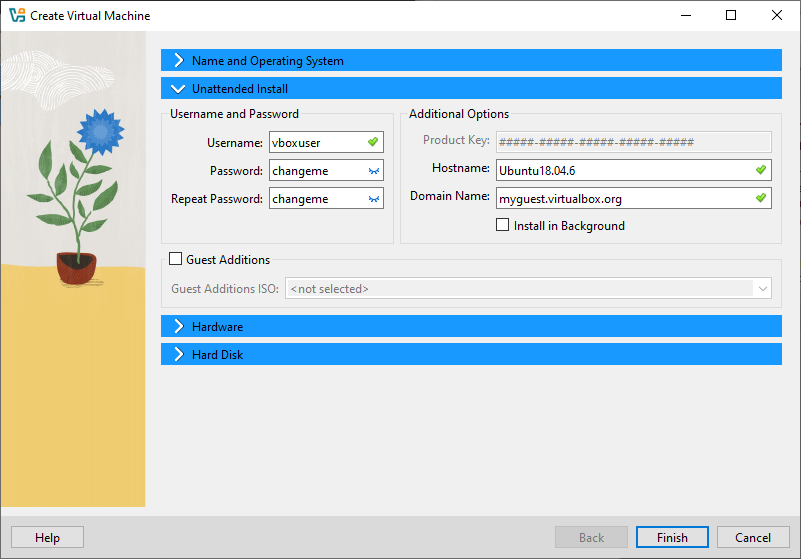 Create Virtual Machine
Name and Operating System
Unattended Install
Username and Password
Username: vboxuser
Password: changeme
Repeat Password: changeme
Additional Options
Product Key: #####-#####-#####-#####-#####
Hostname: Ubuntu18.04.6
Domain Name: myguest.virtualbox.org
Install in Background
Guest Additions
Guest Additions ISO: <not selected>
Hardware
Hard Disk
Help Back Finish Cancel